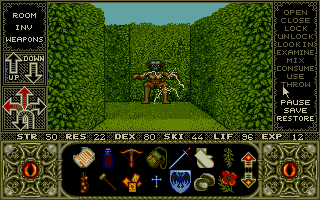 ROOM
INV
WEAPONS
UP
DOWN
OPEN
CLOSE
LOCK
UNLOCK
LOOK IN
EXAMINE
MIX
CONSUME
USE
THROW
PAUSE
SAVE
RESTORE
STR 50 RES 22 DEX 80 SKI 44 LIF 96 EXP 12